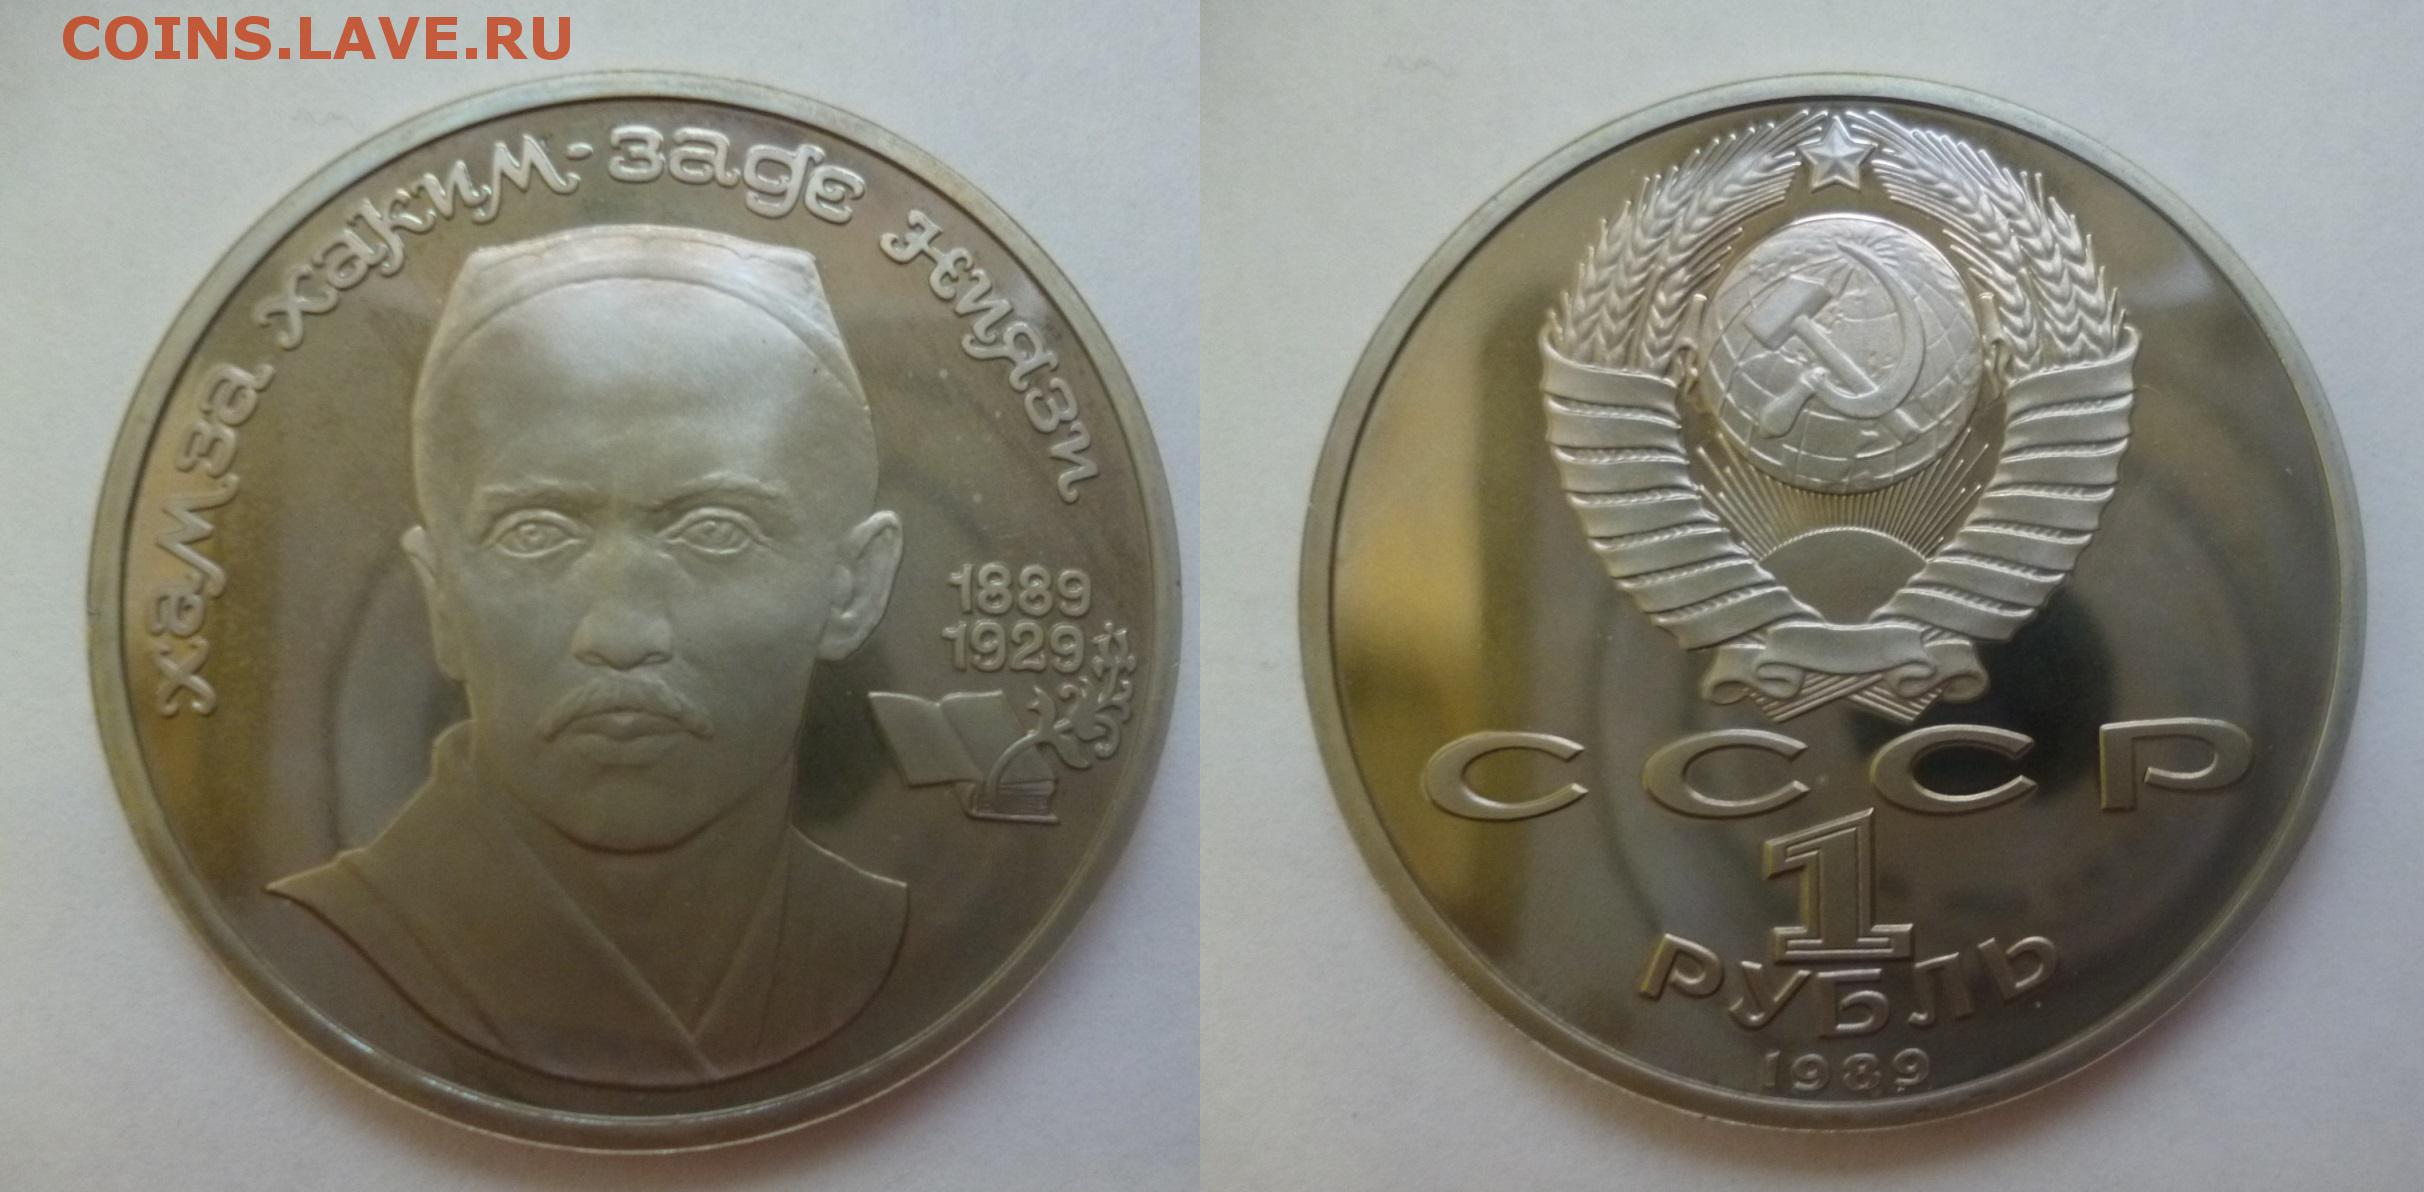 COINS.LAVE.RU
хамза хаким-заде ниязи
1889
1929
СССР
1
РУБЛЬ
1989